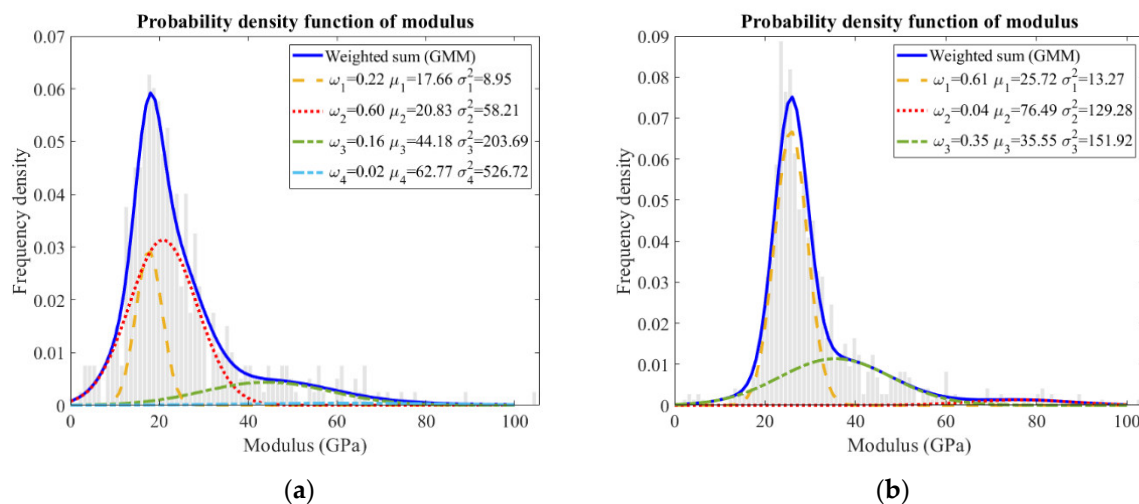 Probability density function of modulus
0.07
0.06
0.05
0.04
0.03
0.02
0.01
0
Frequency density
Weighted sum (GMM)
ω₁=0.22 μ₁=17.66 σ₁²=8.95
ω₂=0.60 μ₂=20.83 σ₂²=58.21
ω₃=0.16 μ₃=44.18 σ₃²=203.69
ω₄=0.02 μ₄=62.77 σ₄²=526.72
0 20 40 60 80 100
Modulus (GPa)
(a)
Probability density function of modulus
0.09
0.08
0.07
0.06
0.05
0.04
0.03
0.02
0.01
0
Frequency density
Weighted sum (GMM)
ω₁=0.61 μ₁=25.72 σ₁²=13.27
ω₂=0.04 μ₂=76.49 σ₂²=129.28
ω₃=0.35 μ₃=35.55 σ₃²=151.92
0 20 40 60 80 100
Modulus (GPa)
(b)